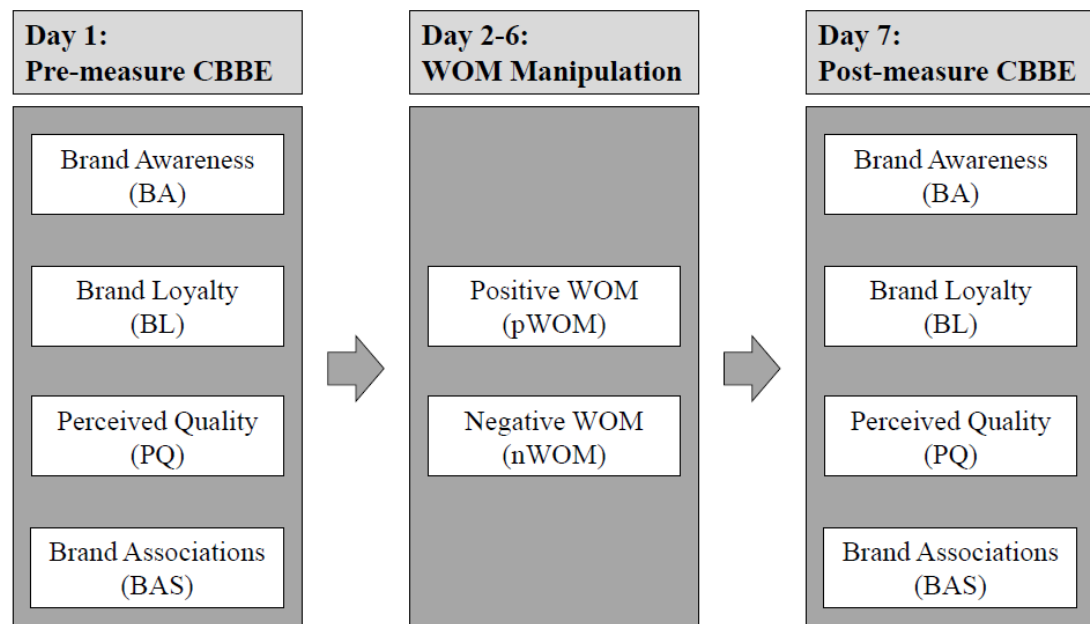 Day 1:
Pre-measure CBBE
Brand Awareness
(BA)
Brand Loyalty
(BL)
Perceived Quality
(PQ)
Brand Associations
(BAS)
Day 2-6:
WOM Manipulation
Positive WOM
(pWOM)
Negative WOM
(nWOM)
Day 7:
Post-measure CBBE
Brand Awareness
(BA)
Brand Loyalty
(BL)
Perceived Quality
(PQ)
Brand Associations
(BAS)